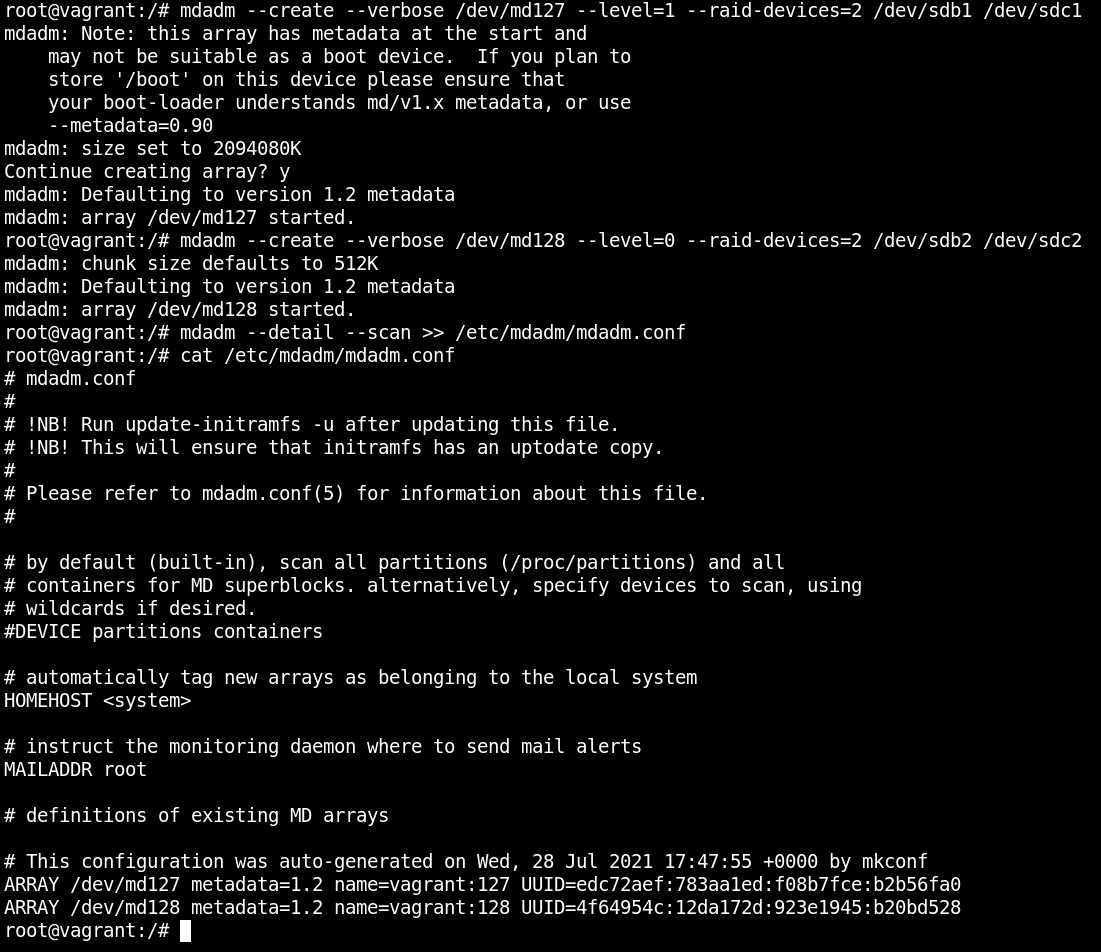 root@vagrant:/# mdadm --create --verbose /dev/md127 --level=1 --raid-devices=2 /dev/sdb1 /dev/sdc1
mdadm: Note: this array has metadata at the start and
    may not be suitable as a boot device.  If you plan to
    store '/boot' on this device please ensure that
    your boot-loader understands md/v1.x metadata, or use
    --metadata=0.90
mdadm: size set to 2094080K
Continue creating array? y
mdadm: Defaulting to version 1.2 metadata
mdadm: array /dev/md127 started.
root@vagrant:/# mdadm --create --verbose /dev/md128 --level=0 --raid-devices=2 /dev/sdb2 /dev/sdc2
mdadm: chunk size defaults to 512K
mdadm: Defaulting to version 1.2 metadata
mdadm: array /dev/md128 started.
root@vagrant:/# mdadm --detail --scan >> /etc/mdadm/mdadm.conf
root@vagrant:/# cat /etc/mdadm/mdadm.conf
# mdadm.conf
#
# !NB! Run update-initramfs -u after updating this file.
# !NB! This will ensure that initramfs has an uptodate copy.
#
# Please refer to mdadm.conf(5) for information about this file.
#

# by default (built-in), scan all partitions (/proc/partitions) and all
# containers for MD superblocks. alternatively, specify devices to scan, using
# wildcards if desired.
#DEVICE partitions containers

# automatically tag new arrays as belonging to the local system
HOMEHOST <system>

# instruct the monitoring daemon where to send mail alerts
MAILADDR root

# definitions of existing MD arrays

# This configuration was auto-generated on Wed, 28 Jul 2021 17:47:55 +0000 by mkconf
ARRAY /dev/md127 metadata=1.2 name=vagrant:127 UUID=edc72aef:783aa1ed:f08b7fce:b2b56fa0
ARRAY /dev/md128 metadata=1.2 name=vagrant:128 UUID=4f64954c:12da172d:923e1945:b20bd528
root@vagrant:/#